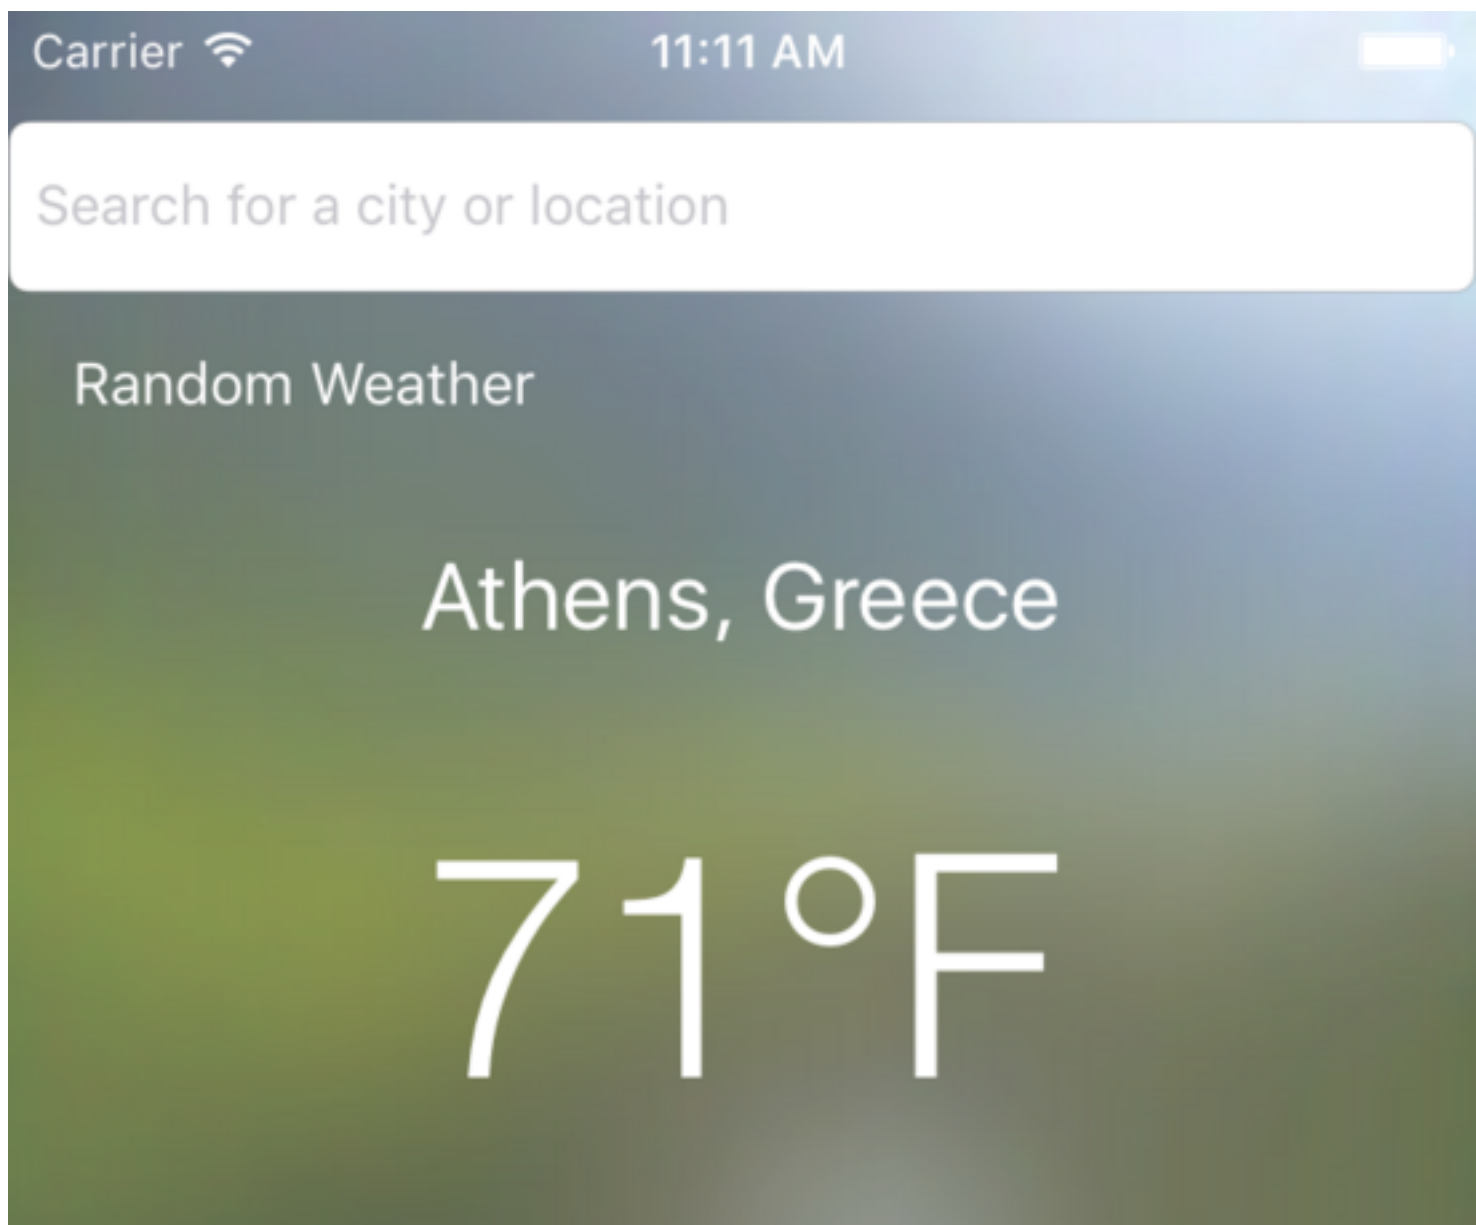 Carrier 11:11 AM
Search for a city or location
Random Weather
Athens, Greece
71°F